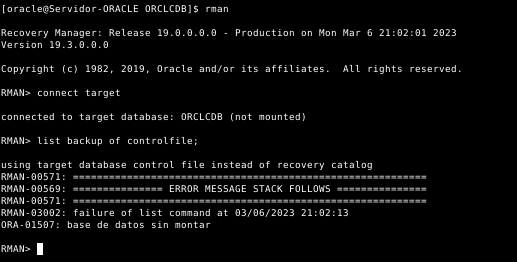 [oracle@Servidor-ORACLE ORCLCDB]$ rman
Recovery Manager: Release 19.0.0.0.0 - Production on Mon Mar 6 21:02:01 2023
Version 19.3.0.0.0
Copyright (c) 1982, 2019, Oracle and/or its affiliates.  All rights reserved.
RMAN> connect target
connected to target database: ORCLCDB (not mounted)
RMAN> list backup of controlfile;
using target database control file instead of recovery catalog
RMAN-00571: ===========================================================
RMAN-00569: =============== ERROR MESSAGE STACK FOLLOWS ===============
RMAN-00571: ===========================================================
RMAN-03002: failure of list command at 03/06/2023 21:02:13
ORA-01507: base de datos sin montar
RMAN>